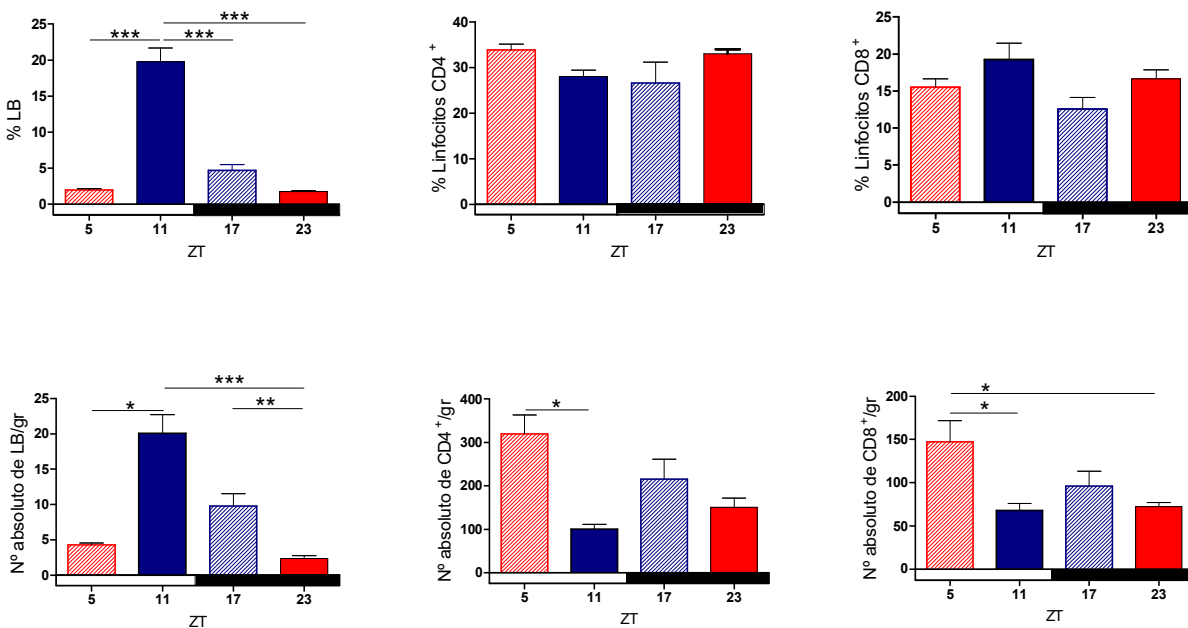 % LB
25
20
15
10
5
0
***
***
***
5 11 17 23
ZT
% Linfocitos CD4 +
40
30
20
10
0
5 11 17 23
ZT
% Linfocitos CD8 +
25
20
15
10
5
0
5 11 17 23
ZT
Nº absoluto de LB/gr
25
20
15
10
5
0
***
*
**
5 11 17 23
ZT
Nº absoluto de CD4 +/gr
400
300
200
100
0
*
5 11 17 23
ZT
Nº absoluto de CD8 +/gr
200
150
100
50
0
*
*
5 11 17 23
ZT